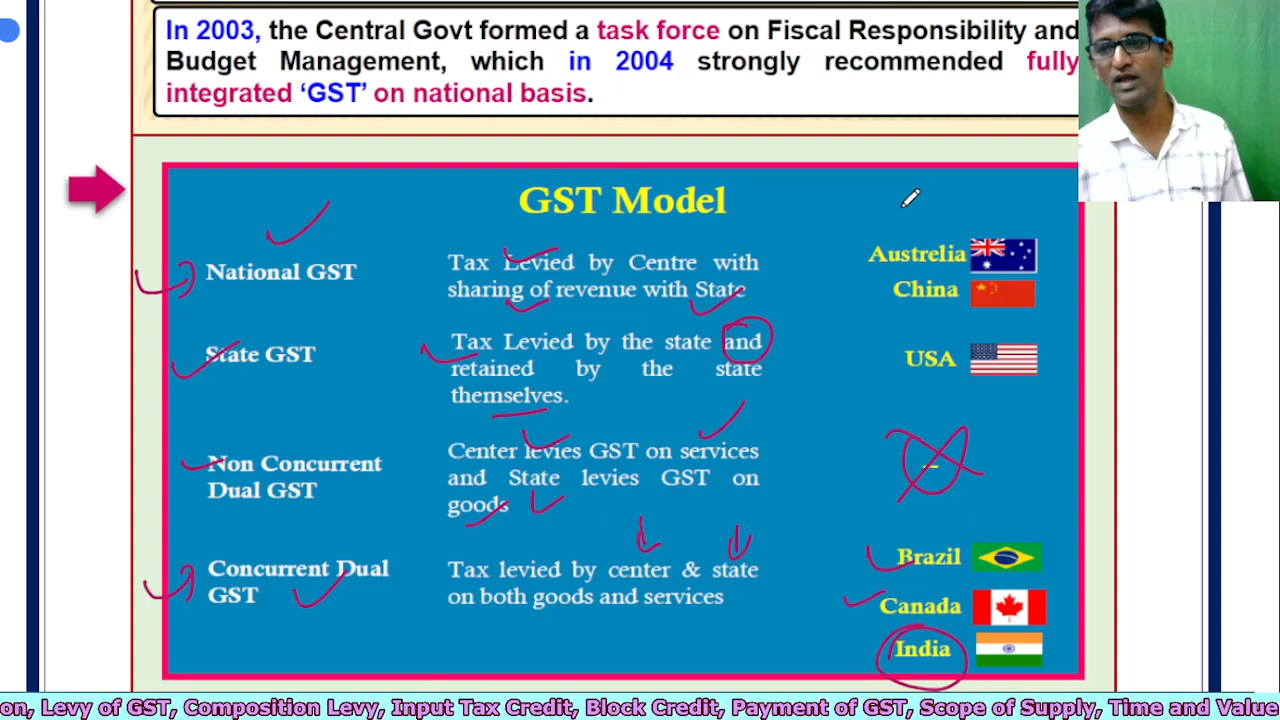 In 2003, the Central Govt formed a task force on Fiscal Responsibility and
Budget Management, which in 2004 strongly recommended fully
integrated ‘GST’ on national basis.
GST Model
National GST
Tax Levied by Centre with
sharing of revenue with State
Austrelia
China
State GST
Tax Levied by the state and
retained by the state
themselves.
USA
Non Concurrent
Dual GST
Center levies GST on services
and State levies GST on
goods
-
Concurrent Dual
GST
Tax levied by center & state
on both goods and services
Brazil
Canada
India
on, Levy of GST, Composition Levy, Input Tax Credit, Block Credit, Payment of GST, Scope of Supply, Time and Value